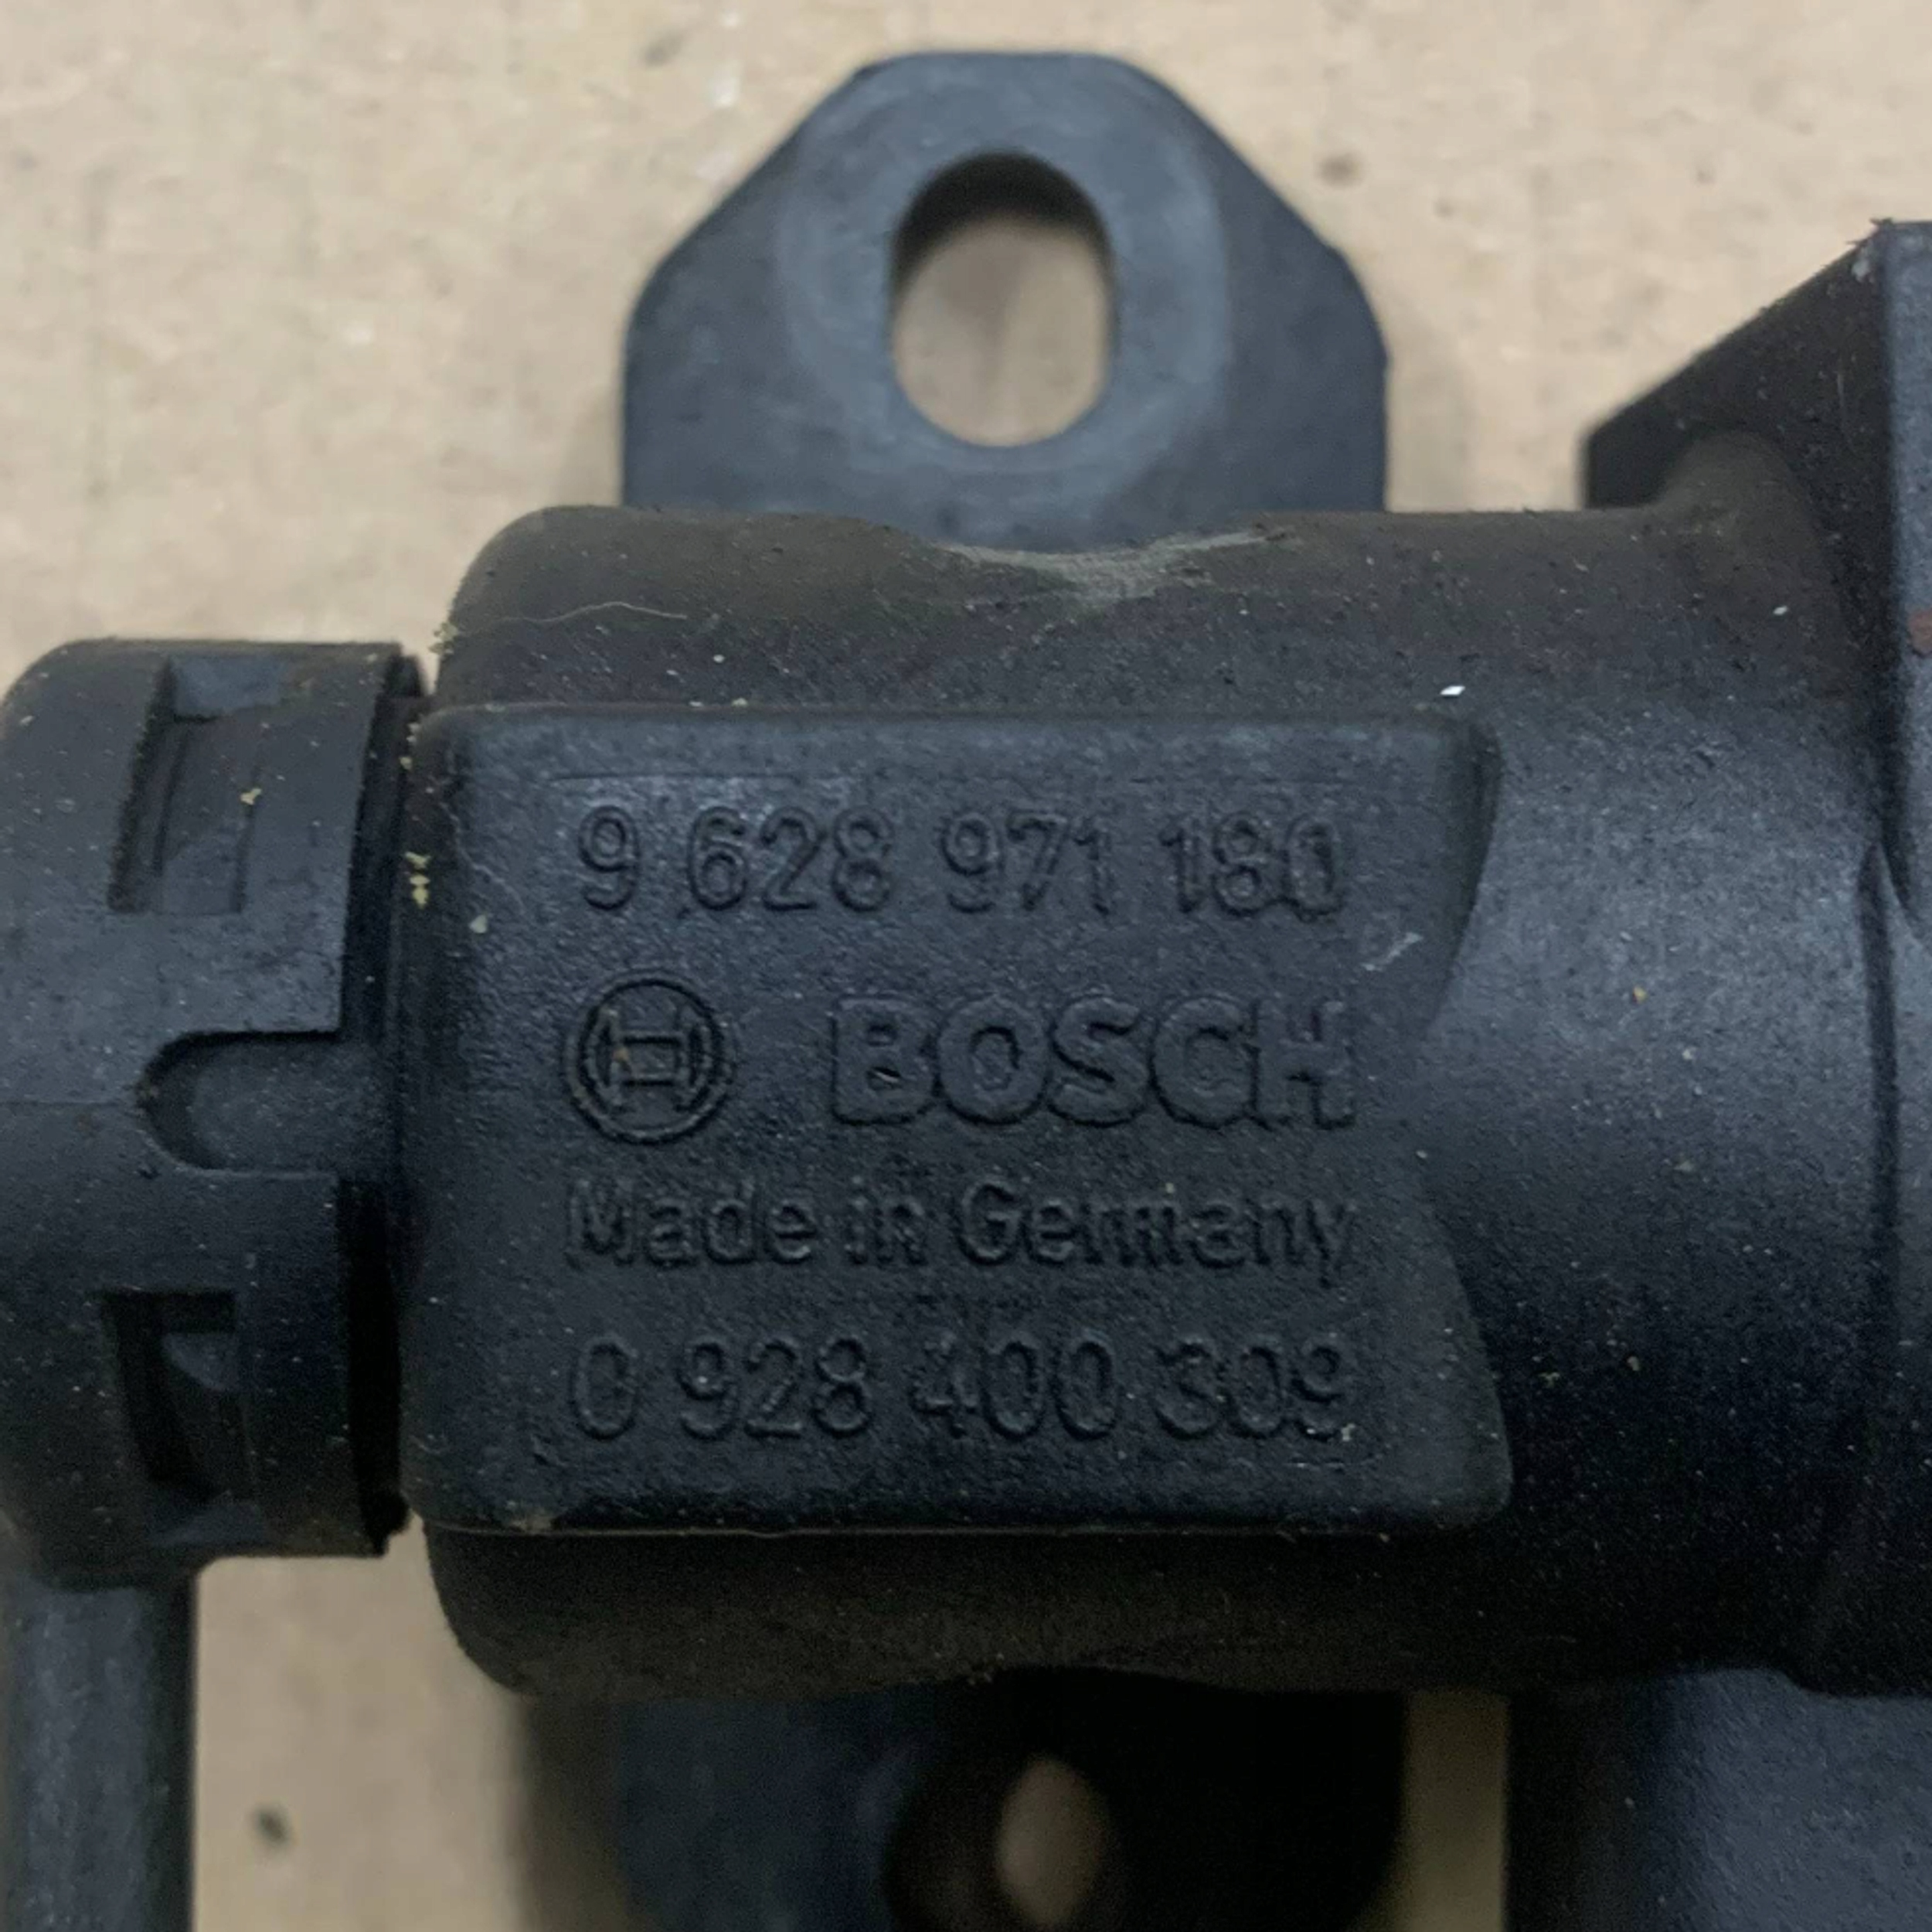 9 628 971 180
BOSCH
Made in Germany
0 928 400 309